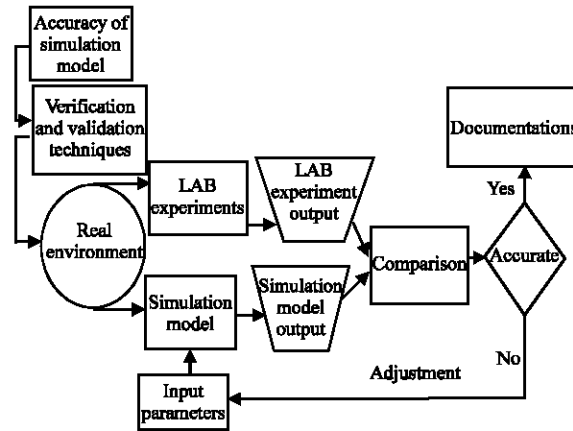 Accuracy of
simulation
model
Verification
and validation
techniques
Real
environment
LAB
experiments
LAB
experiment
output
Simulation
model
Simulation
model
output
Comparison
Accurate
Yes
Documentations
No
Adjustment
Input
parameters